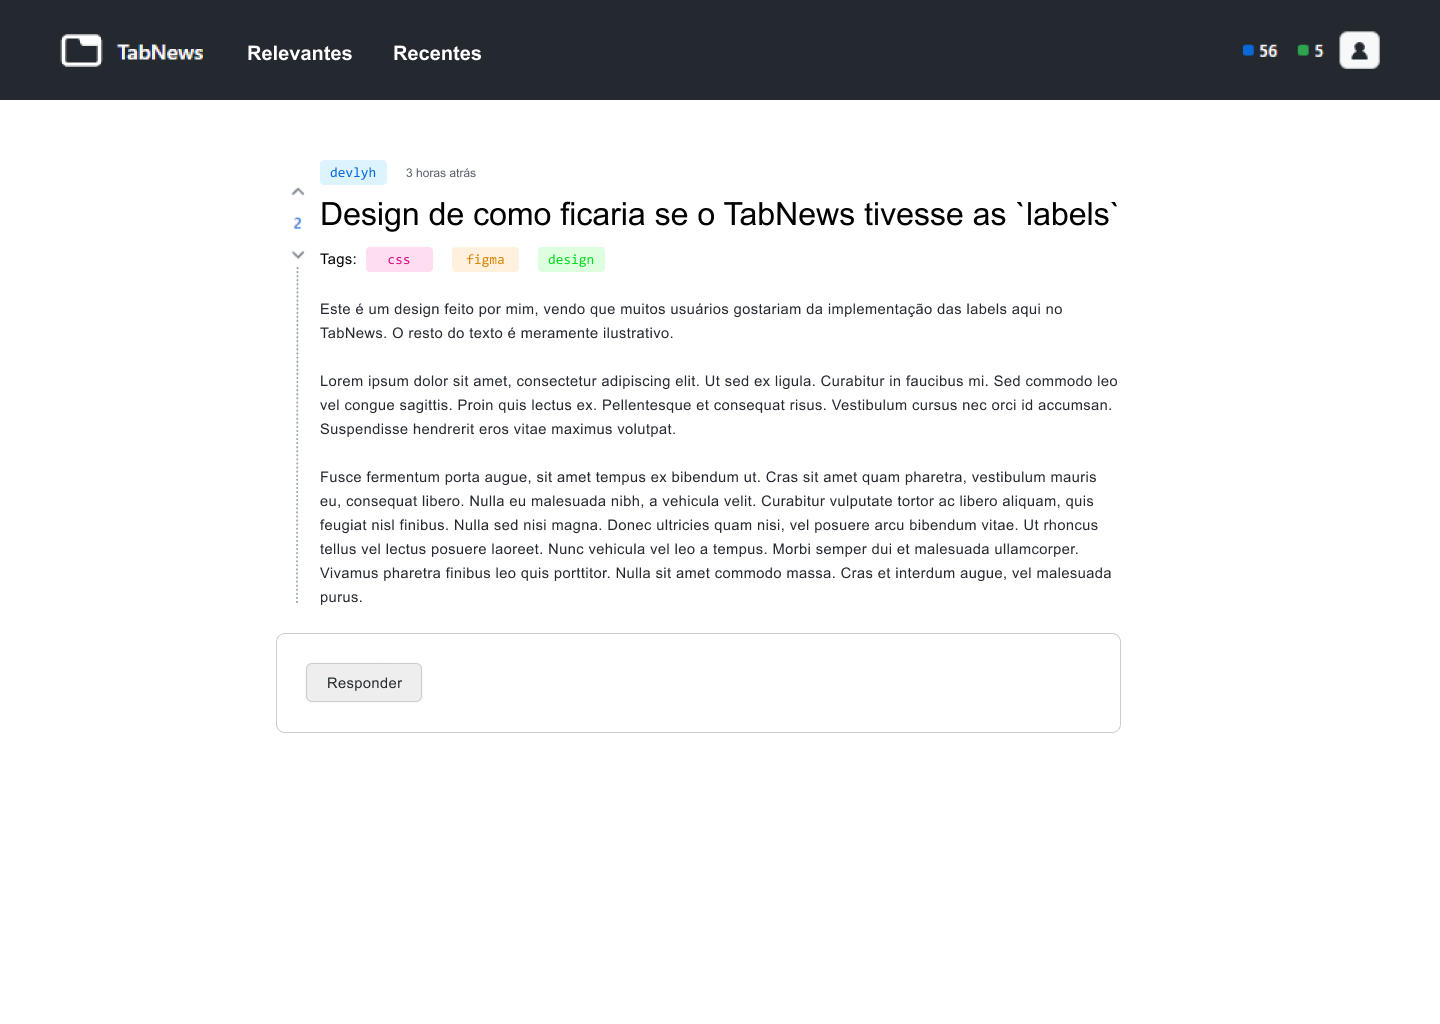 TabNews Relevantes Recentes 56 5
devlyh 3 horas atrás
2
Design de como ficaria se o TabNews tivesse as `labels`
Tags: css figma design
Este é um design feito por mim, vendo que muitos usuários gostariam da implementação das labels aqui no
TabNews. O resto do texto é meramente ilustrativo.
Lorem ipsum dolor sit amet, consectetur adipiscing elit. Ut sed ex ligula. Curabitur in faucibus mi. Sed commodo leo
vel congue sagittis. Proin quis lectus ex. Pellentesque et consequat risus. Vestibulum cursus nec orci id accumsan.
Suspendisse hendrerit eros vitae maximus volutpat.
Fusce fermentum porta augue, sit amet tempus ex bibendum ut. Cras sit amet quam pharetra, vestibulum mauris
eu, consequat libero. Nulla eu malesuada nibh, a vehicula velit. Curabitur vulputate tortor ac libero aliquam, quis
feugiat nisl finibus. Nulla sed nisi magna. Donec ultricies quam nisi, vel posuere arcu bibendum vitae. Ut rhoncus
tellus vel lectus posuere laoreet. Nunc vehicula vel leo a tempus. Morbi semper dui et malesuada ullamcorper.
Vivamus pharetra finibus leo quis porttitor. Nulla sit amet commodo massa. Cras et interdum augue, vel malesuada
purus.
Responder